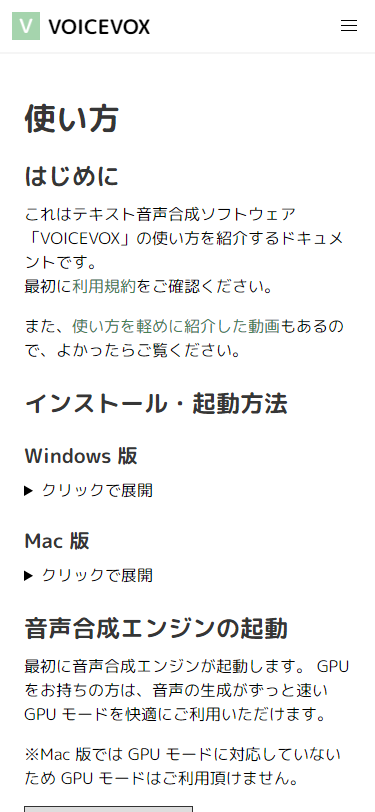 V VOICEVOX
使い方
はじめに
これはテキスト音声合成ソフトウェア
「VOICEVOX」の使い方を紹介するドキュメ
ントです。
最初に利用規約をご確認ください。
また、使い方を軽めに紹介した動画もあるの
で、よかったらご覧ください。
インストール・起動方法
Windows 版
クリックで展開
Mac 版
クリックで展開
音声合成エンジンの起動
最初に音声合成エンジンが起動します。 GPU
をお持ちの方は、音声の生成がずっと速い
GPU モードを快適にご利用いただけます。
※Mac 版では GPU モードに対応していない
ため GPU モードはご利用頂けません。